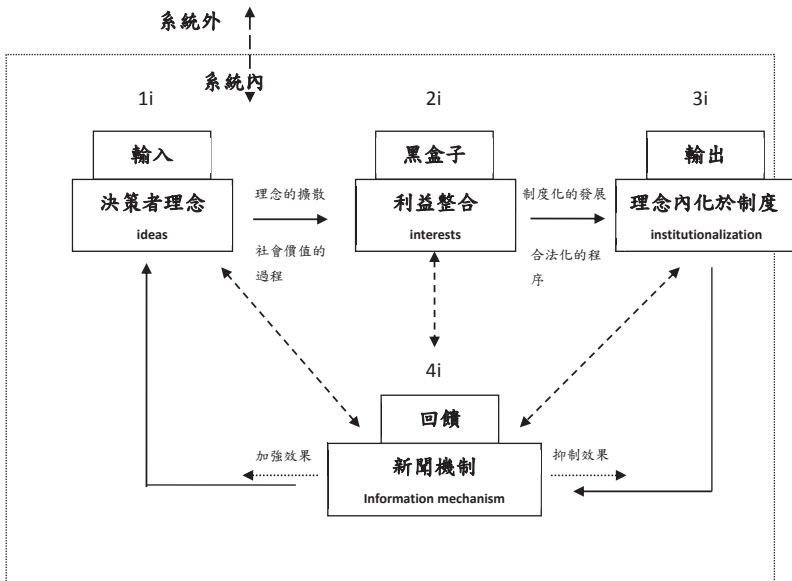 系統外
系統內
1i
2i
3i
輸入
黑盒子
輸出
決策者理念
ideas
理念的擴散
社會價值的
過程
利益整合
interests
制度化的發展
合法化的程
序
理念內化於制度
institutionalization
4i
回饋
加強效果
新聞機制
Information mechanism
抑制效果